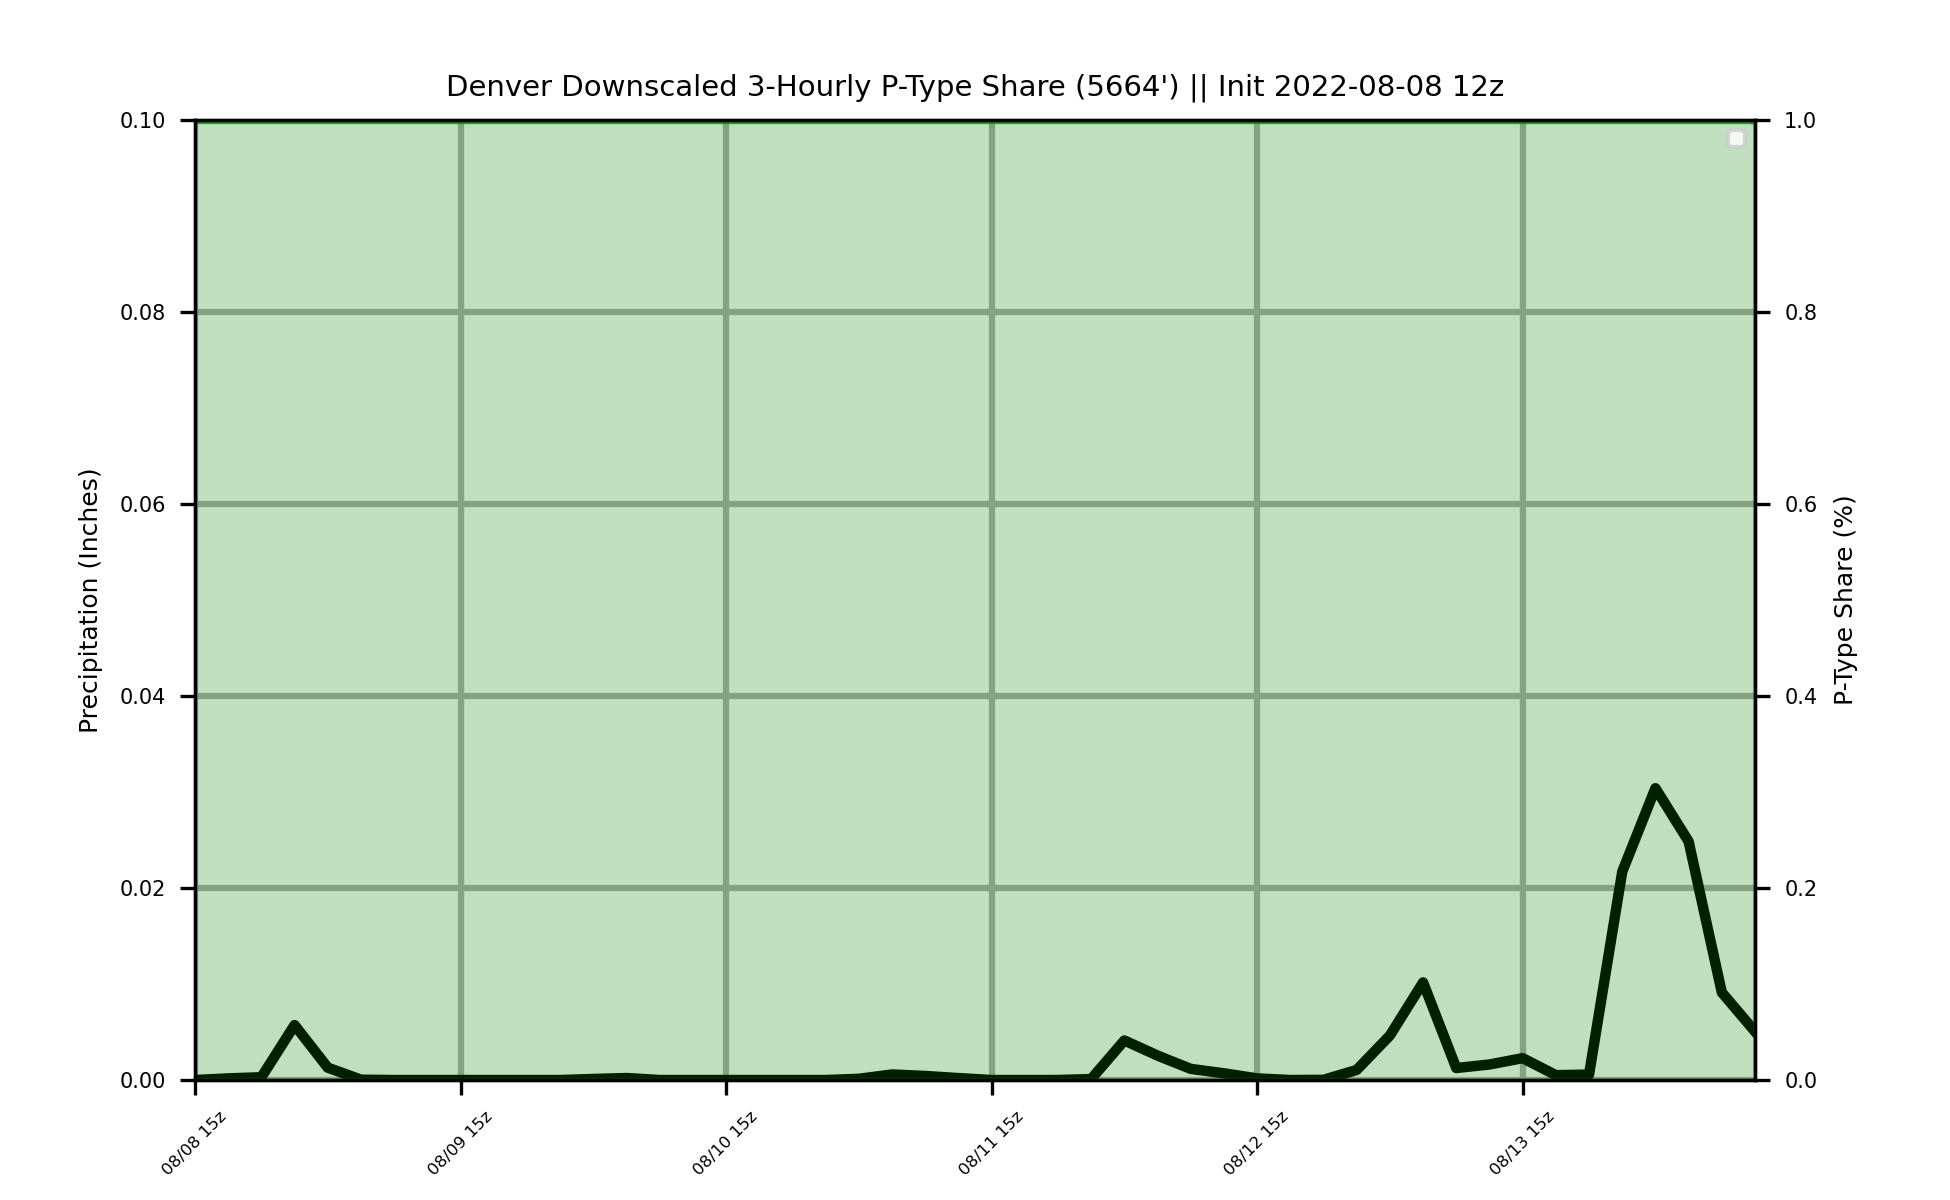 Denver Downscaled 3-Hourly P-Type Share (5664') || Init 2022-08-08 12z
0.10
0.08
0.06
0.04
0.02
0.00
Precipitation (Inches)
1.0
0.8
0.6
0.4
0.2
0.0
P-Type Share (%)
08/08 15z
08/09 15z
08/10 15z
08/11 15z
08/12 15z
08/13 15z